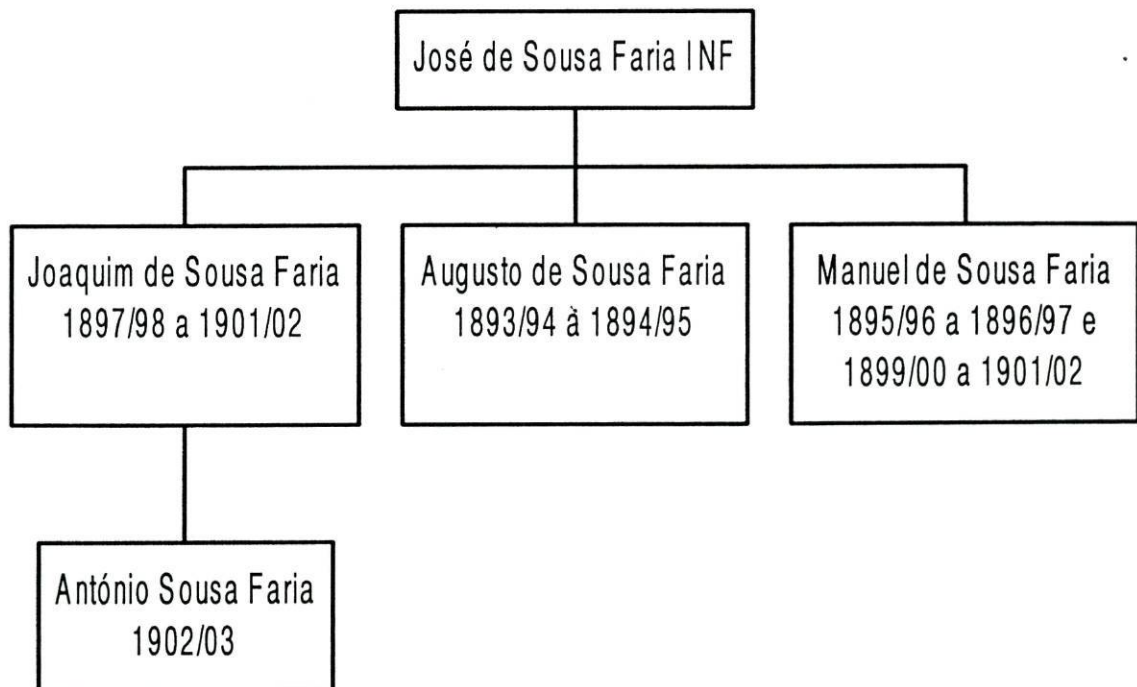 José de Sousa Faria INF
Joaquim de Sousa Faria
1897/98 a 1901/02
Augusto de Sousa Faria
1893/94 à 1894/95
Manuel de Sousa Faria
1895/96 a 1896/97 e
1899/00 a 1901/02
António Sousa Faria
1902/03